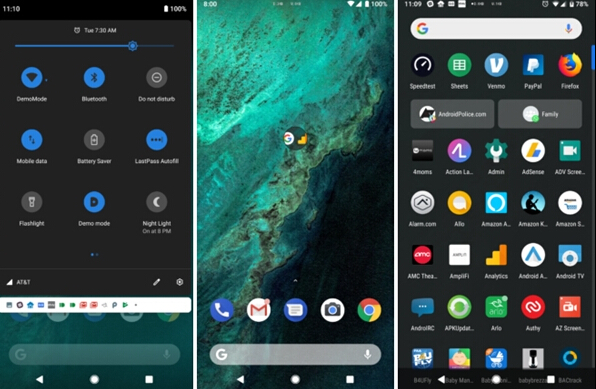 11:10
100%
Tue 7:30 AM
DemoMode
Bluetooth
Do not disturb
Mobile data
Battery Saver
LastPass Autofill
Flashlight
Demo mode
Night Light
On at 8 PM
AT&T
8:00
100%
11:09
78%
Speedtest
Sheets
Venmo
PayPal
Firefox
AndroidPolice.com
Family
4moms
Action La...
Admin
AdSense
ADV Scree...
Alarm.com
Allo
Amazon A...
Amazon K...
Amazon S...
AMC Thea...
AmpliFi
Analytics
Android A...
Android TV
AndroIRC
APKUpdat...
Arlo
Authy
AZ Screen...
B4UFly
Baby Man...
babybrezza
BACtrack